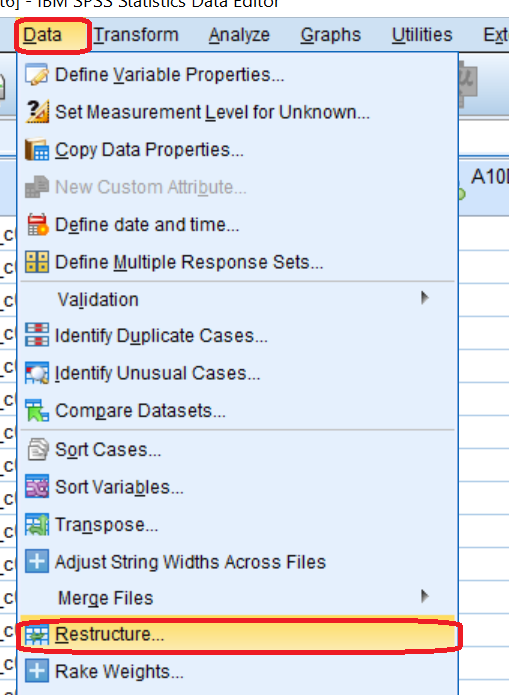 t6] - IBM SPSS Statistics Data Editor
Data Transform Analyze Graphs Utilities Ext
Define Variable Properties...
Set Measurement Level for Unknown...
Copy Data Properties...
New Custom Attribute...
Define date and time...
Define Multiple Response Sets...
Validation
Identify Duplicate Cases...
Identify Unusual Cases...
Compare Datasets...
Sort Cases...
Sort Variables...
Transpose...
Adjust String Widths Across Files
Merge Files
Restructure...
Rake Weights...